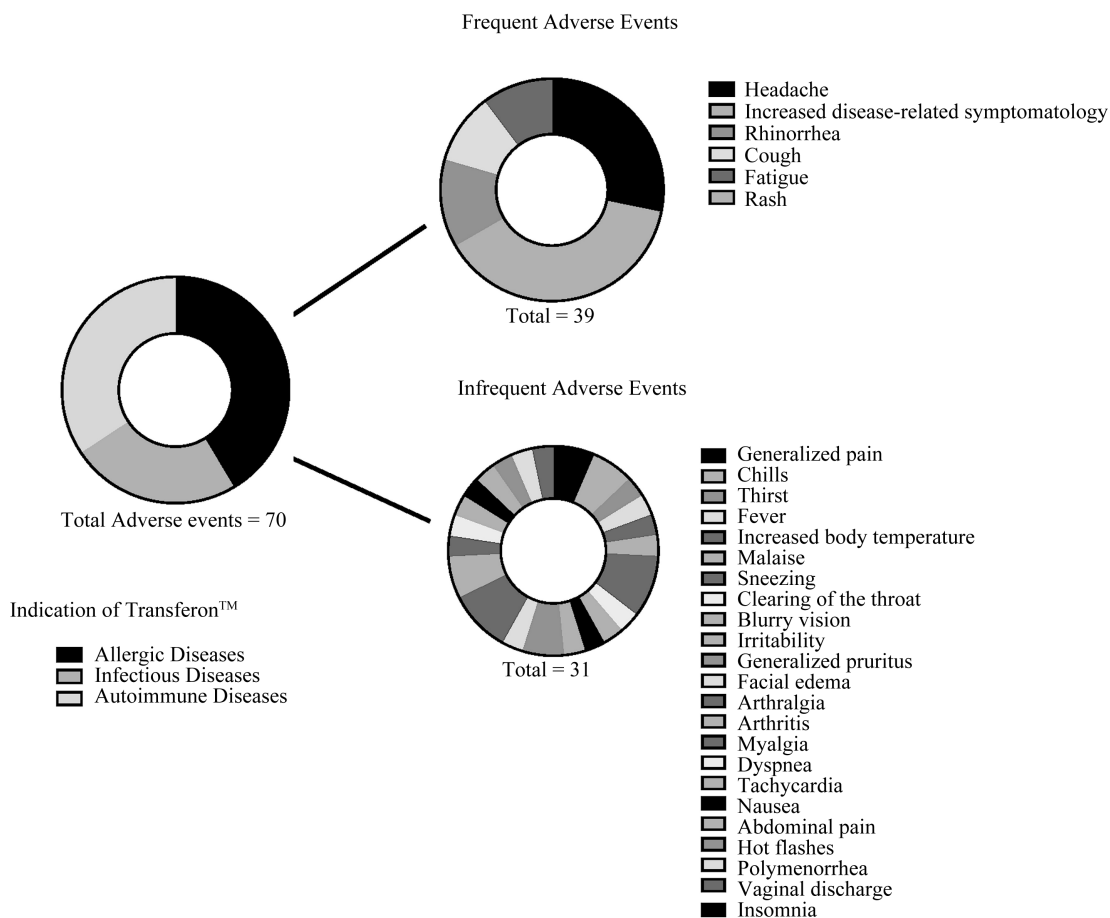 Frequent Adverse Events
Headache
Increased disease-related symptomatology
Rhinorrhea
Cough
Fatigue
Rash
Total = 39
Total Adverse events = 70
Indication of Transferon™
Allergic Diseases
Infectious Diseases
Autoimmune Diseases
Infrequent Adverse Events
Total = 31
Generalized pain
Chills
Thirst
Fever
Increased body temperature
Malaise
Sneezing
Clearing of the throat
Blurry vision
Irritability
Generalized pruritus
Facial edema
Arthralgia
Arthritis
Myalgia
Dyspnea
Tachycardia
Nausea
Abdominal pain
Hot flashes
Polymenorrhea
Vaginal discharge
Insomnia